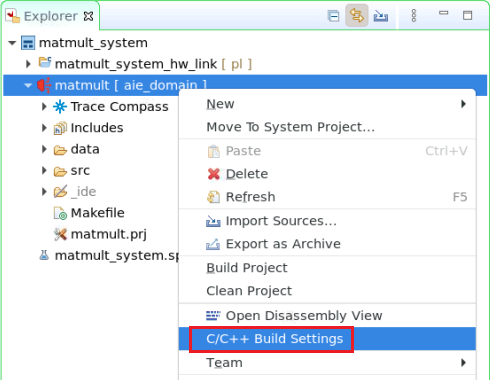 Explorer
matmult_system
matmult_system_hw_link [ pl ]
matmult [ aie_domain ]
Trace Compass
Includes
data
src
_ide
Makefile
matmult.prj
matmult_system.sp
New
Move To System Project...
Paste Ctrl+V
Delete
Refresh F5
Import Sources...
Export as Archive
Build Project
Clean Project
Open Disassembly View
C/C++ Build Settings
Team